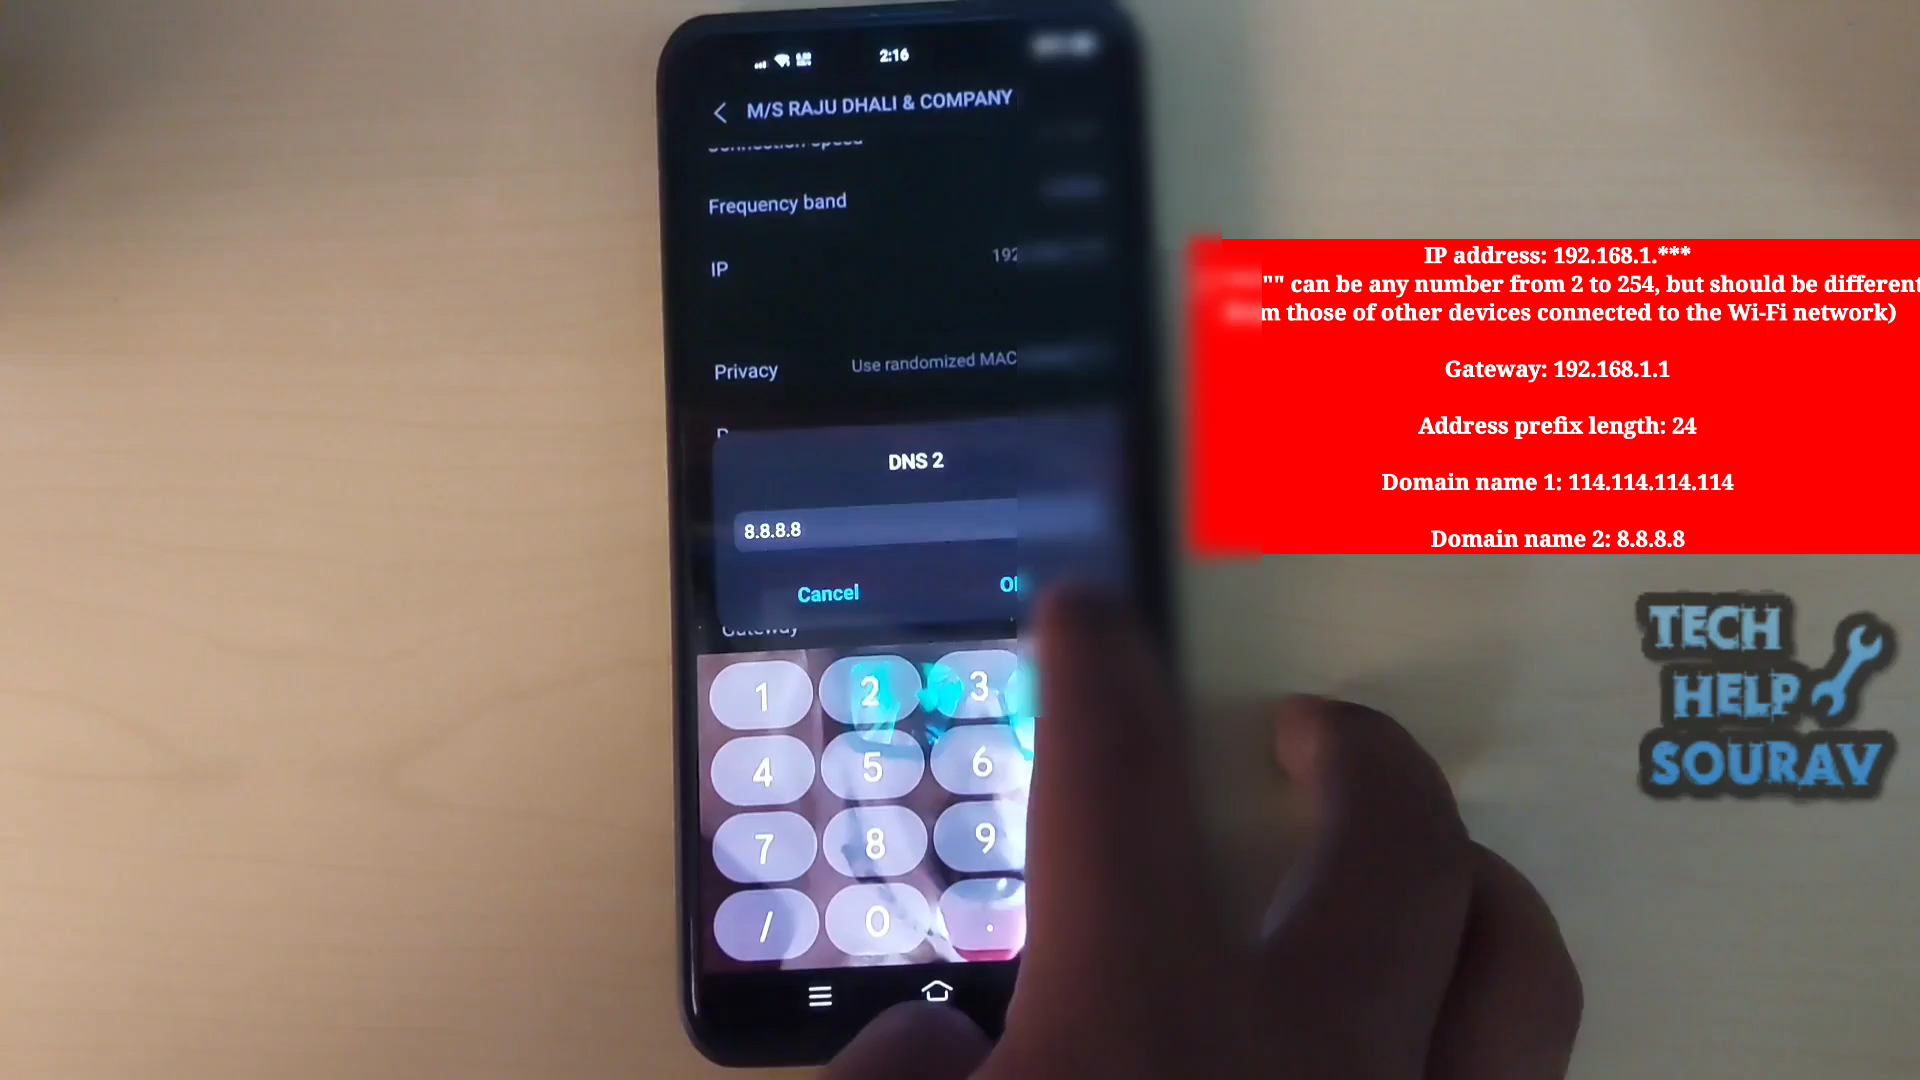 2:16
M/S RAJU DHALI & COMPANY
Connection speed
Frequency band
IP
192
Privacy
Use randomized MAC
DNS 2
8.8.8.8
Cancel
Gateway
1
2
3
4
5
6
7
8
9
/
0
.
IP address: 192.168.1.***
"" can be any number from 2 to 254, but should be different
those of other devices connected to the Wi-Fi network)
Gateway: 192.168.1.1
Address prefix length: 24
Domain name 1: 114.114.114.114
Domain name 2: 8.8.8.8
TECH
HELP
SOURAV